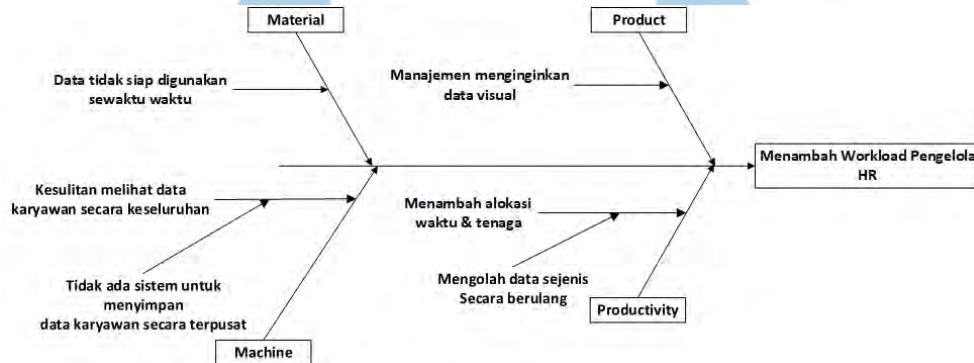 Material
Product
Data tidak siap digunakan
sewaktu waktu
Manajemen menginginkan
data visual
Menambah Workload Pengelola
HR
Kesulitan melihat data
karyawan secara keseluruhan
Menambah alokasi
waktu & tenaga
Tidak ada sistem untuk
menyimpan
data karyawan secara terpusat
Mengolah data sejenis
Secara berulang
Productivity
Machine